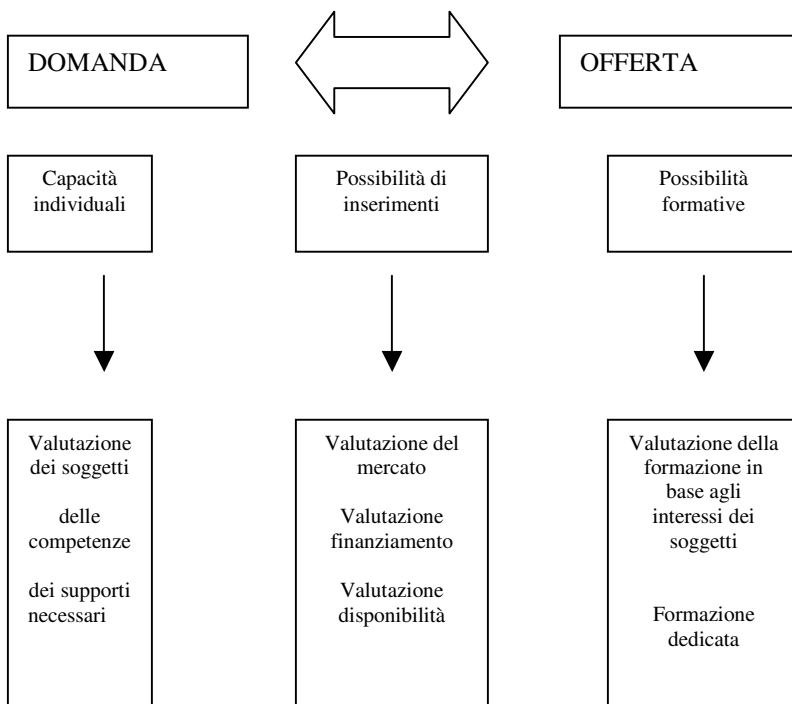 DOMANDA
OFFERTA
Capacità
individuali
Possibilità di
inserimenti
Possibilità
formative
Valutazione
dei soggetti
delle
competenze
dei supporti
necessari
Valutazione del
mercato
Valutazione
finanziamento
Valutazione
disponibilità
Valutazione della
formazione in
base agli
interessi dei
soggetti
Formazione
dedicata